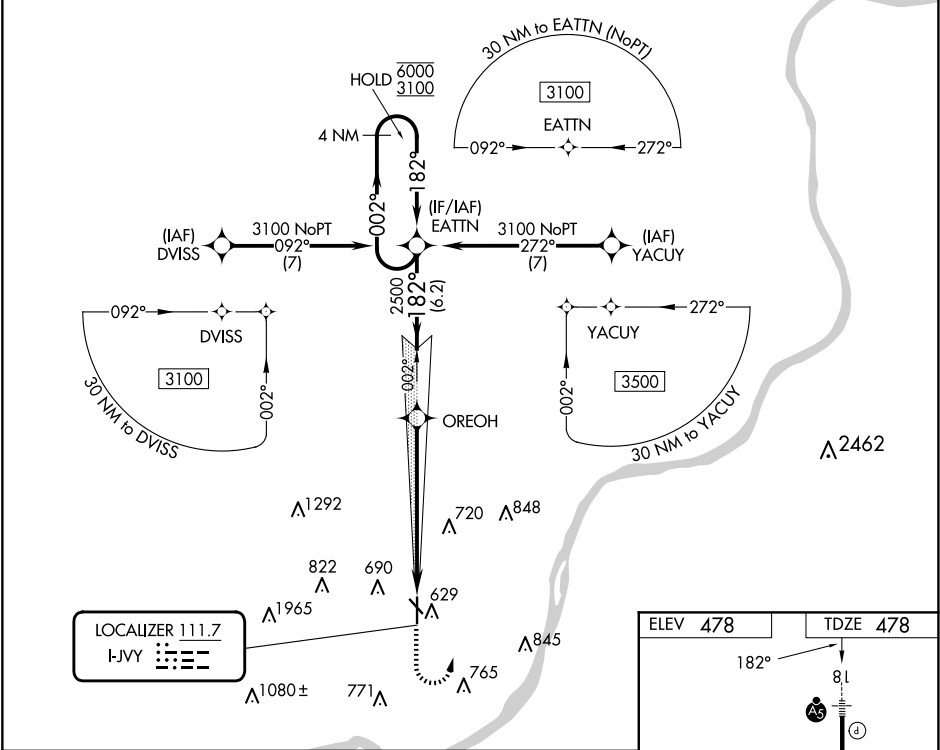 30 NM to EATTN (NoPT)
HOLD 6000
3100
3100
EATTN
092°
272°
4 NM
182°
002°
(IF/IAF)
EATTN
(IAF)
DVISS
3100 NoPT
092°
(7)
3100 NoPT
272°
(7)
(IAF)
YACUY
2500
182°
(6.2)
092°
DVISS
3100
002°
30 NM to DVISS
272°
YACUY
3500
002°
30 NM to YACUY
002°
OREOH
2462
1292
720
848
822
690
1965
629
LOCALIZER 111.7
I-JVY
845
1080 ±
771
765
ELEV 478
TDZE 478
182°
18
A5
P